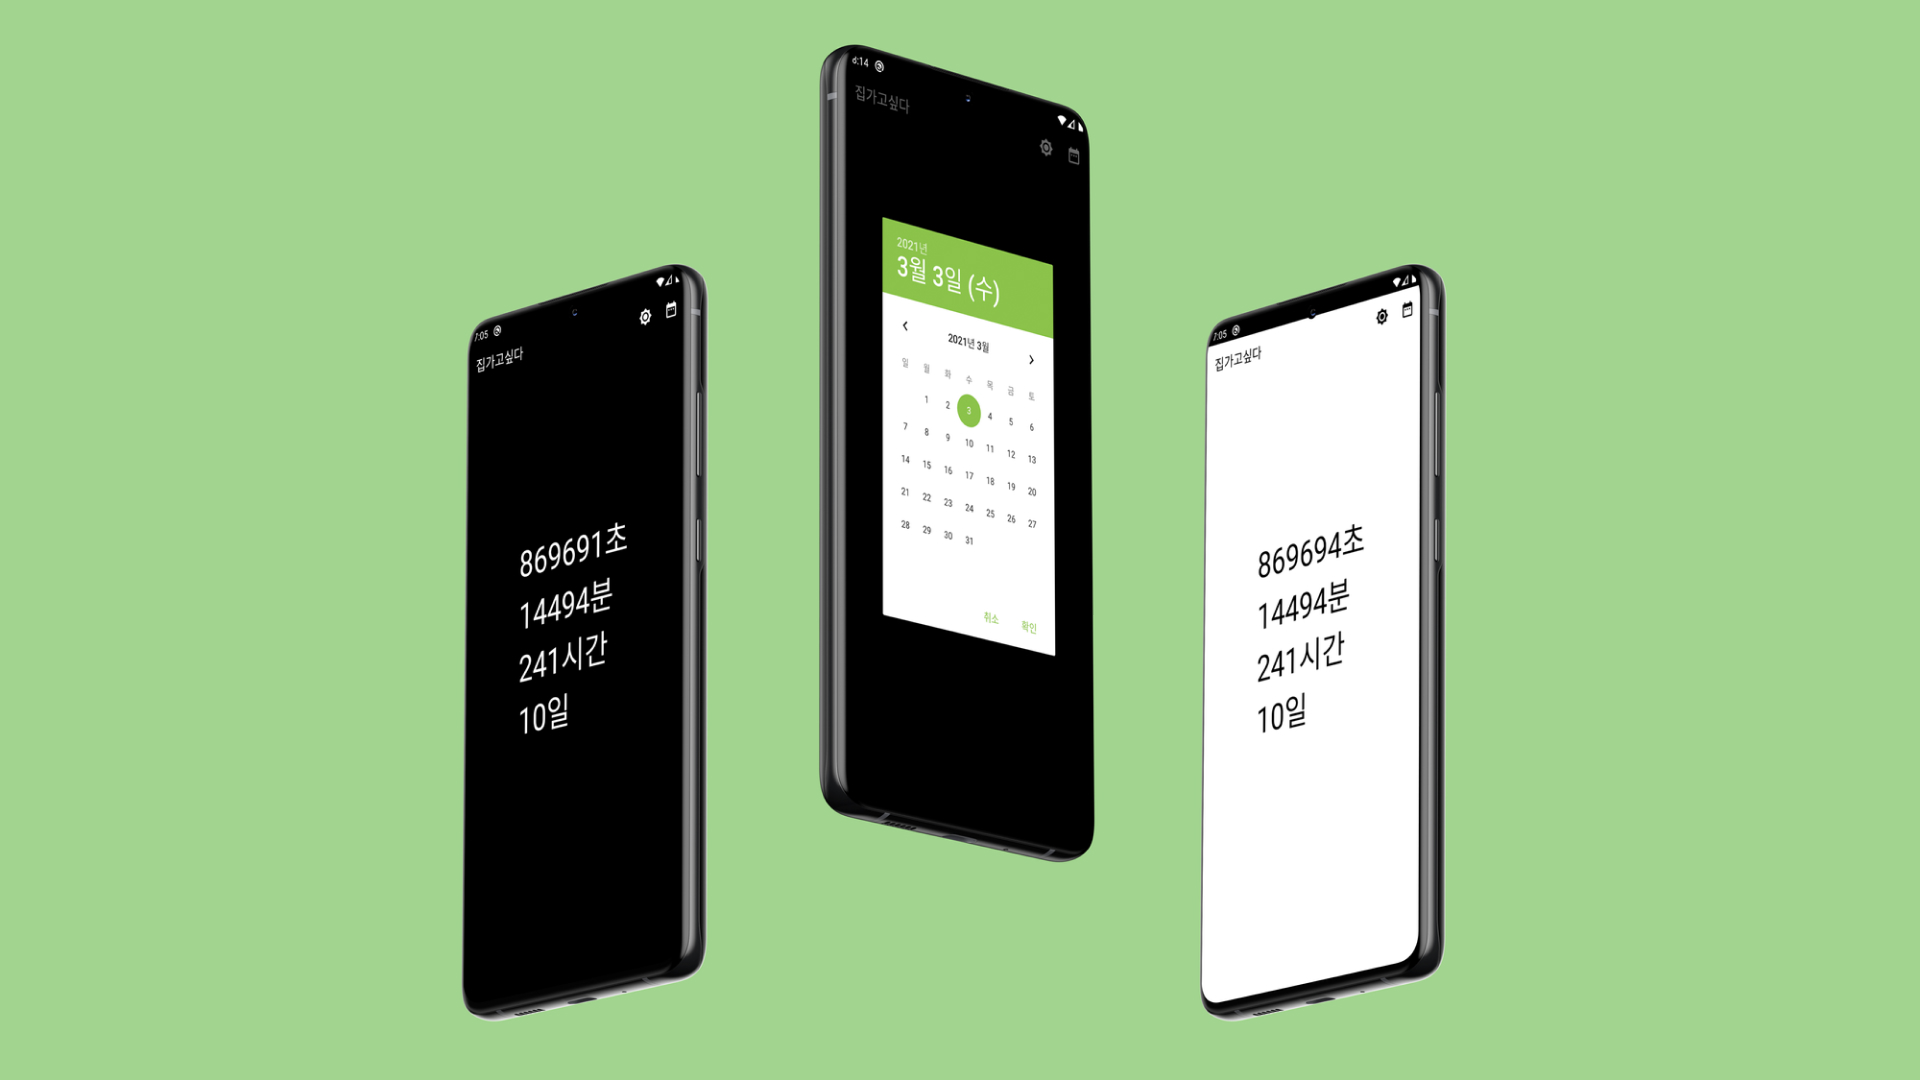 7:05
집가고싶다
869691초
14494분
241시간
10일
6:14
집가고싶다
2021년
3월 3일 (수)
2021년 3월
일 월 화 수 목 금 토
1 2 3 4 5 6
7 8 9 10 11 12 13
14 15 16 17 18 19 20
21 22 23 24 25 26 27
28 29 30 31
취소 확인
7:05
집가고싶다
869694초
14494분
241시간
10일